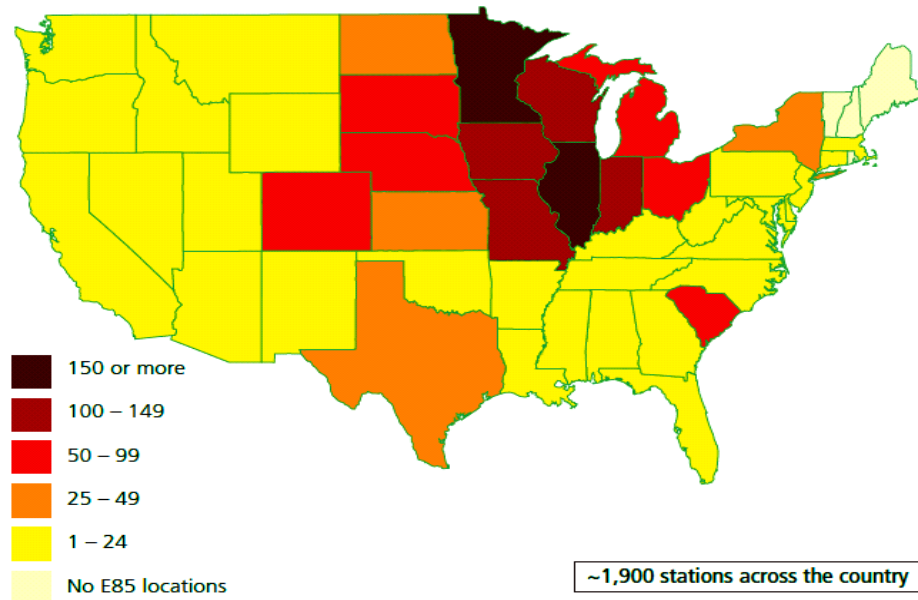 150 or more
100 – 149
50 – 99
25 – 49
1 – 24
No E85 locations
~1,900 stations across the country